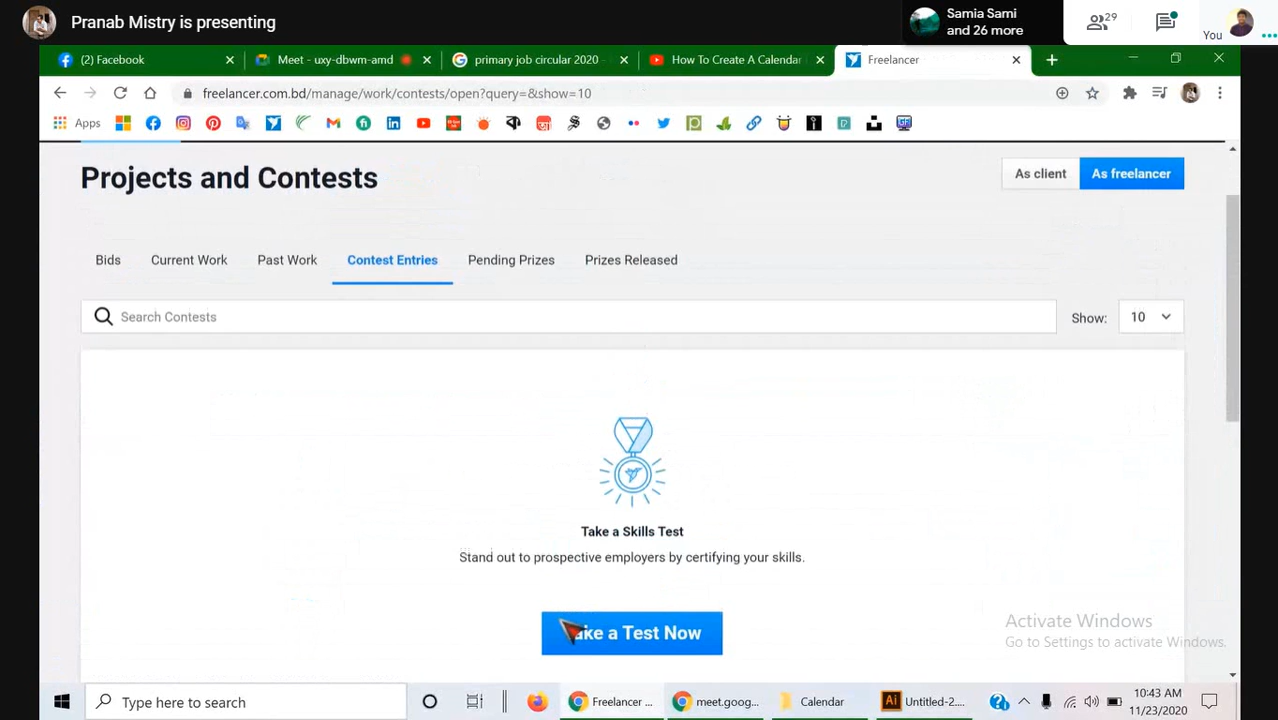 Pranab Mistry is presenting
Samia Sami
and 26 more
29
You
(2) Facebook
Meet - uxy-dbwm-amd
primary job circular 2020 -
How To Create A Calendar
Freelancer
freelancer.com.bd/manage/work/contests/open?query=&show=10
Apps
Projects and Contests
As client
As freelancer
Bids
Current Work
Past Work
Contest Entries
Pending Prizes
Prizes Released
Search Contests
Show:
10
Take a Skills Test
Stand out to prospective employers by certifying your skills.
ake a Test Now
Activate Windows
Go to Settings to activate Windows.
Type here to search
Freelancer ...
meet.goog...
Calendar
Ai
Untitled-2....
10:43 AM
11/23/2020